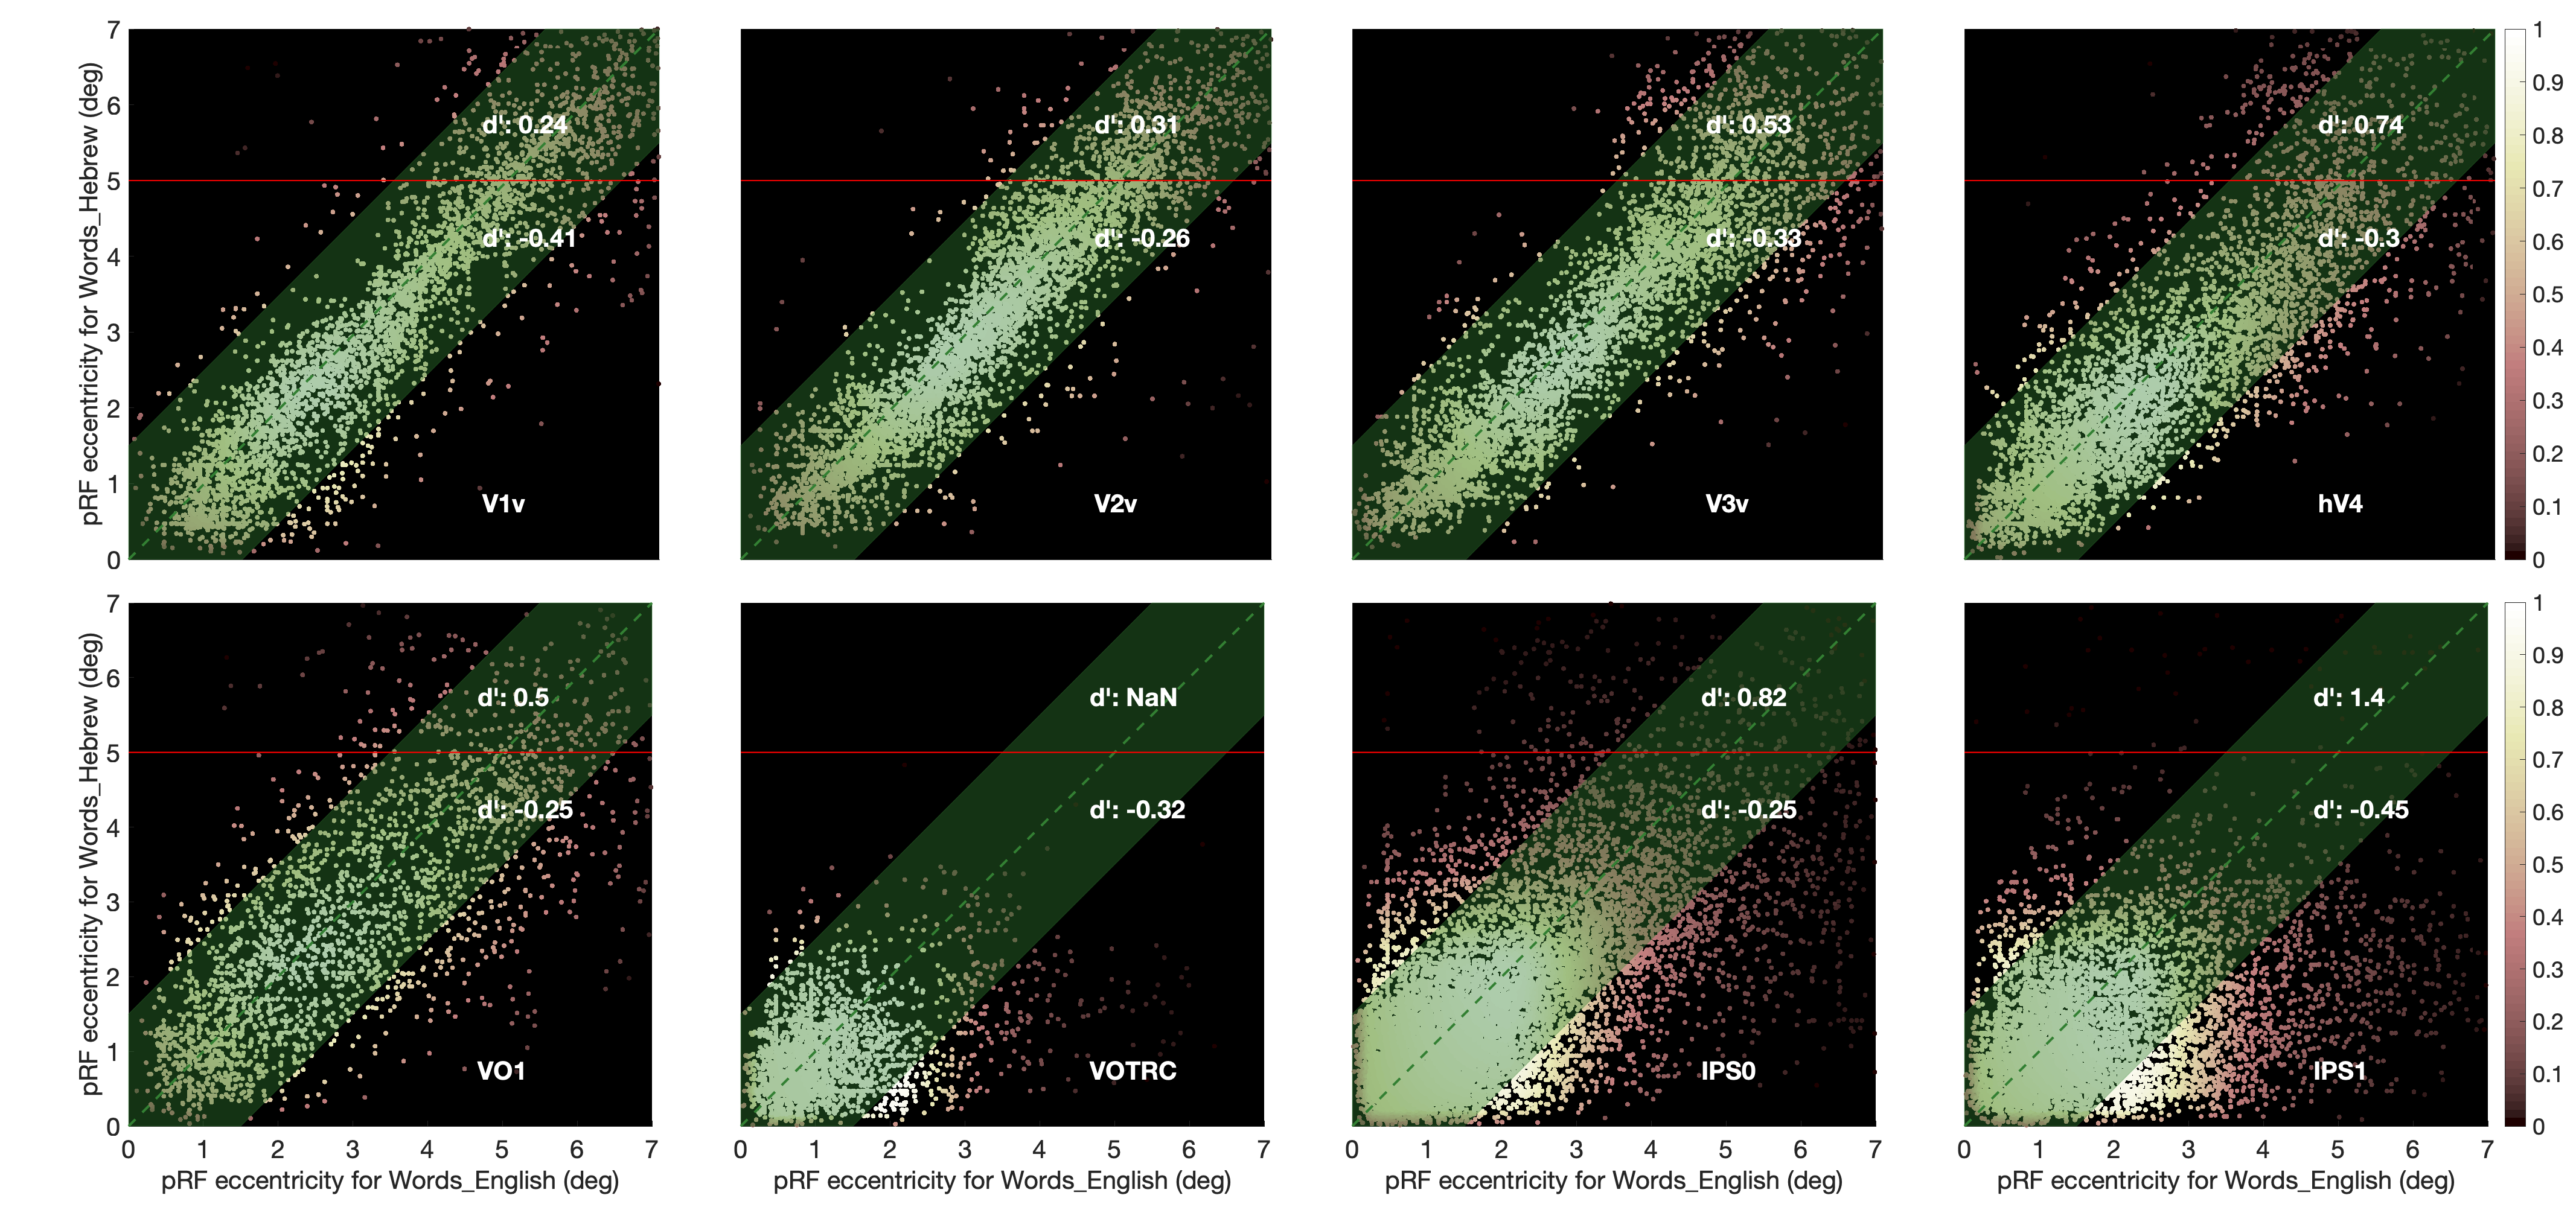 pRF eccentricity for Words_Hebrew (deg)
7
6
5
4
3
2
1
0
d': 0.24
d': -0.41
V1v
d': 0.31
d': -0.26
V2v
d': 0.53
d': -0.33
V3v
d': 0.74
d': -0.3
hV4
1
0.9
0.8
0.7
0.6
0.5
0.4
0.3
0.2
0.1
0
pRF eccentricity for Words_Hebrew (deg)
7
6
5
4
3
2
1
0
d': 0.5
d': -0.25
VO1
0 1 2 3 4 5 6 7
pRF eccentricity for Words_English (deg)
d': NaN
d': -0.32
VOTRC
0 1 2 3 4 5 6 7
pRF eccentricity for Words_English (deg)
d': 0.82
d': -0.25
IPS0
0 1 2 3 4 5 6 7
pRF eccentricity for Words_English (deg)
d': 1.4
d': -0.45
IPS1
0 1 2 3 4 5 6 7
pRF eccentricity for Words_English (deg)
1
0.9
0.8
0.7
0.6
0.5
0.4
0.3
0.2
0.1
0